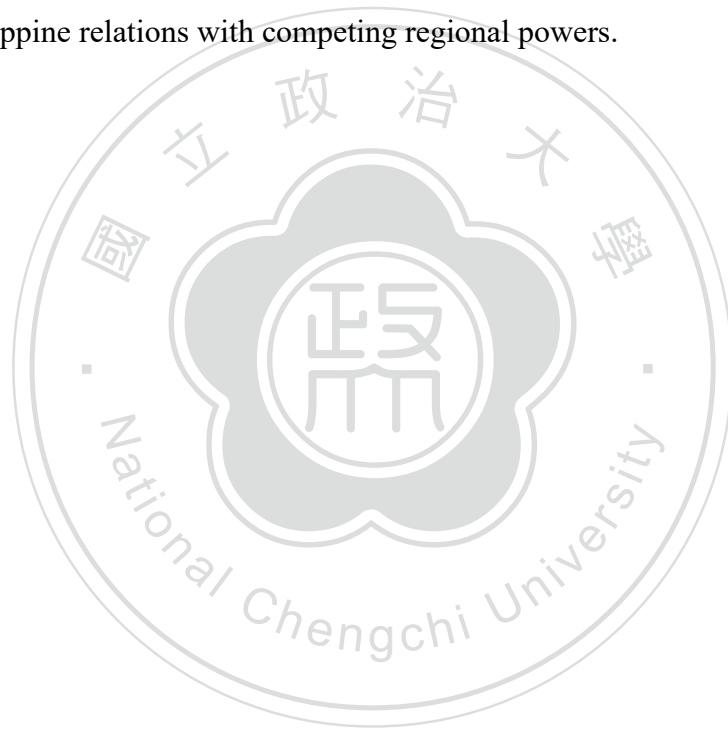 ppine relations with competing regional powers.
國立政治大學
政
National Chengchi University